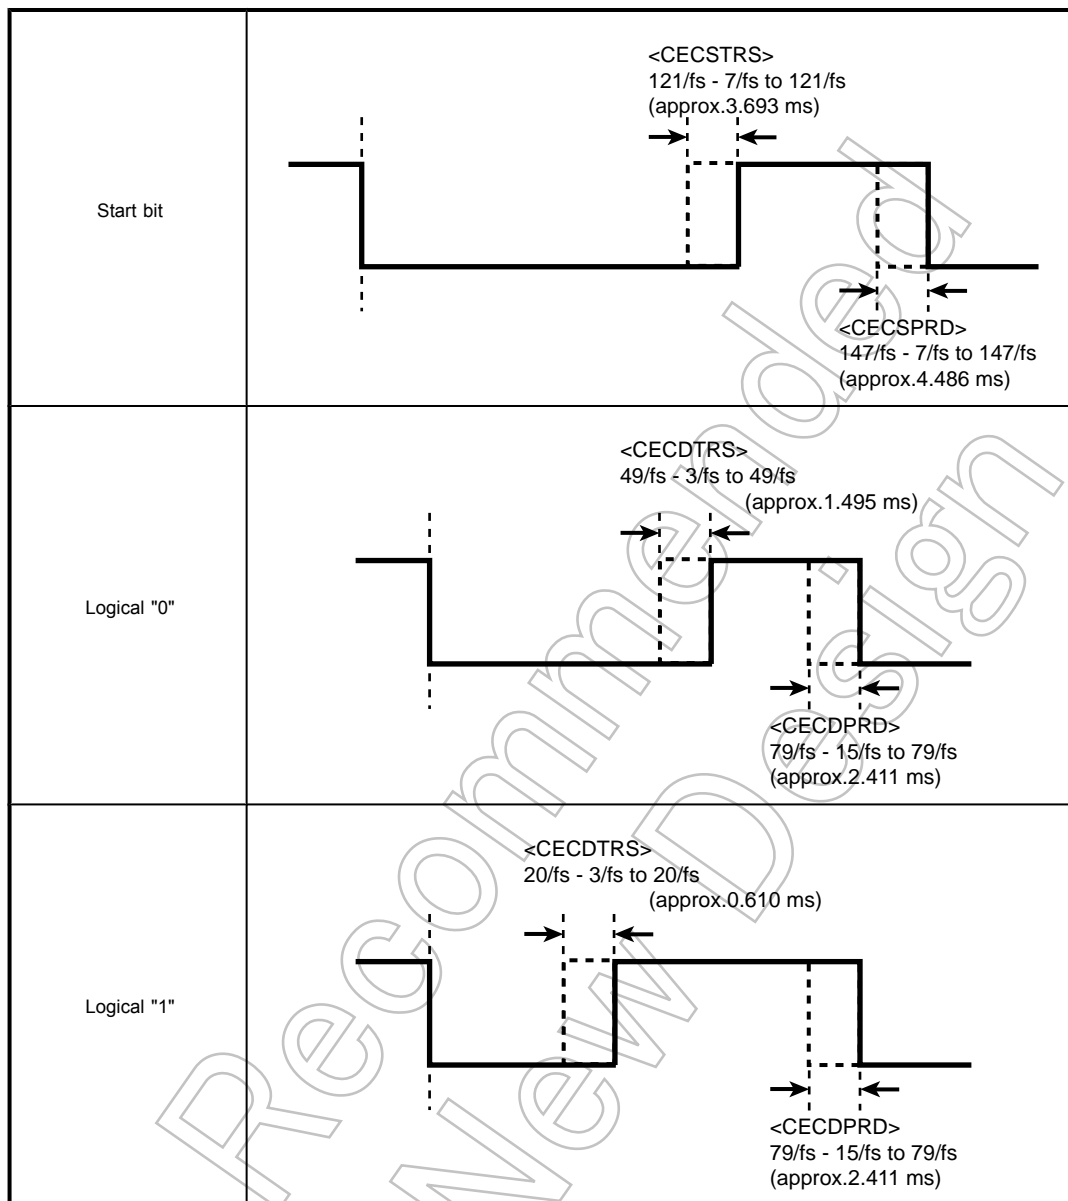 <CECSTRS>
121/fs - 7/fs to 121/fs
(approx.3.693 ms)
Start bit
<CECSPRD>
147/fs - 7/fs to 147/fs
(approx.4.486 ms)
<CECDTRS>
49/fs - 3/fs to 49/fs
(approx.1.495 ms)
Logical "0"
<CECDPRD>
79/fs - 15/fs to 79/fs
(approx.2.411 ms)
<CECDTRS>
20/fs - 3/fs to 20/fs
(approx.0.610 ms)
Logical "1"
<CECDPRD>
79/fs - 15/fs to 79/fs
(approx.2.411 ms)
Recommended
New Design